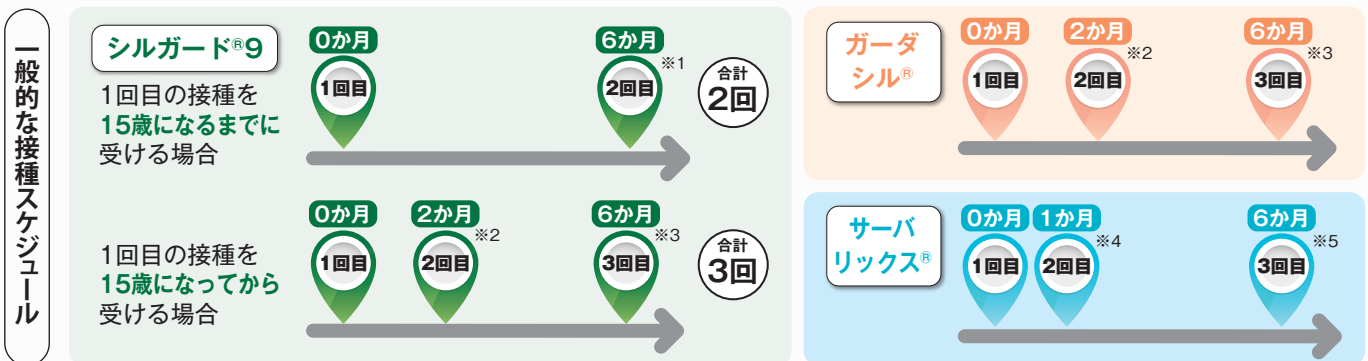 一般的な接種スケジュール
シルガード®9
1回目の接種を
15歳になるまでに
受ける場合
0か月
1回目
6か月
※1
2回目
合計
2回
1回目の接種を
15歳になってから
受ける場合
0か月
1回目
2か月
※2
2回目
6か月
※3
3回目
合計
3回
ガーダ
シル®
0か月
1回目
2か月
※2
2回目
6か月
※3
3回目
サーバ
リックス®
0か月
1回目
1か月
※4
2回目
6か月
※5
3回目